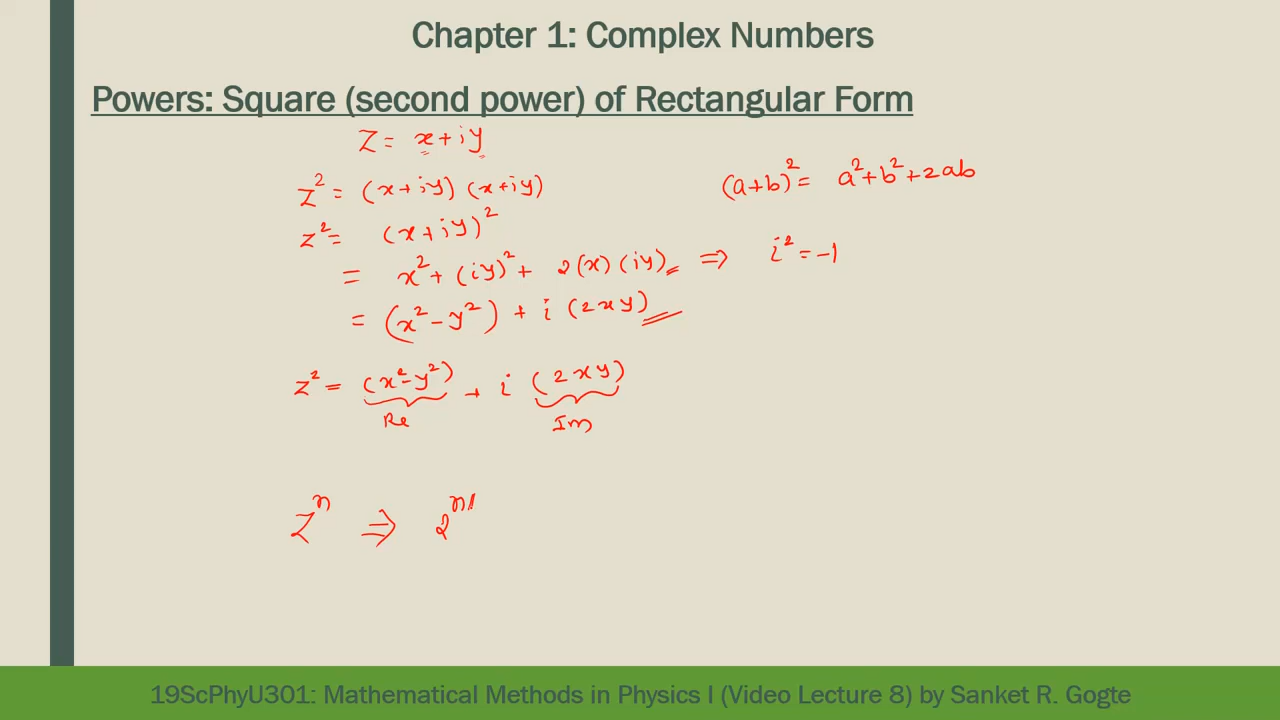 Chapter 1: Complex Numbers
Powers: Square (second power) of Rectangular Form
Z = x + iy
z² = (x + iy) (x + iy)
(a+b)² = a² + b² + 2ab
z² = (x + iy)²
= x² + (iy)² + 2(x)(iy) ⇒ i² = -1
= (x² - y²) + i (2xy)
z² = (x² - y²) + i (2xy)
Re Im
Zⁿ ⇒
19ScPhyU301: Mathematical Methods in Physics I (Video Lecture 8) by Sanket R. Gogte